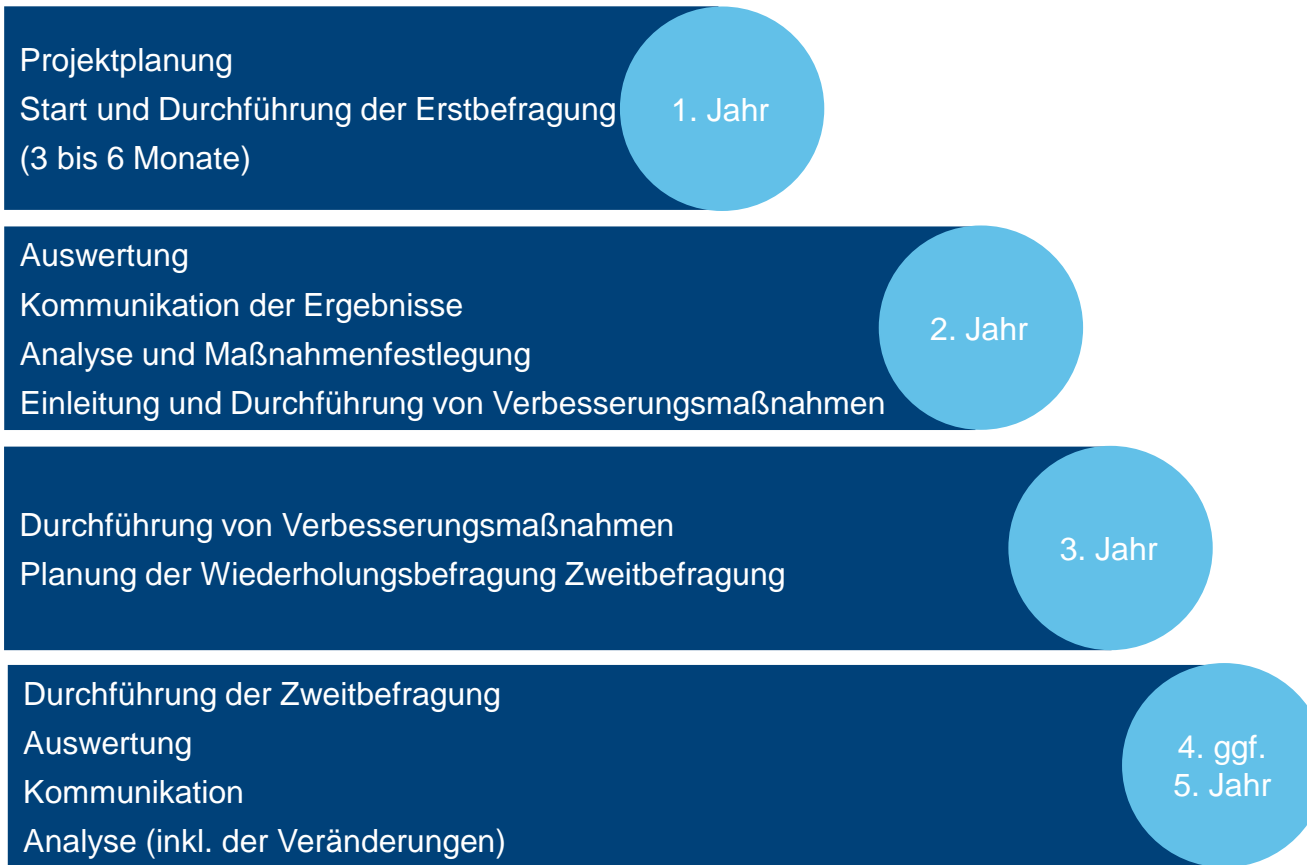 Projektplanung
Start und Durchführung der Erstbefragung
(3 bis 6 Monate)
1. Jahr
Auswertung
Kommunikation der Ergebnisse
Analyse und Maßnahmenfestlegung
Einleitung und Durchführung von Verbesserungsmaßnahmen
2. Jahr
Durchführung von Verbesserungsmaßnahmen
Planung der Wiederholungsbefragung Zweitbefragung
3. Jahr
Durchführung der Zweitbefragung
Auswertung
Kommunikation
Analyse (inkl. der Veränderungen)
4. ggf.
5. Jahr